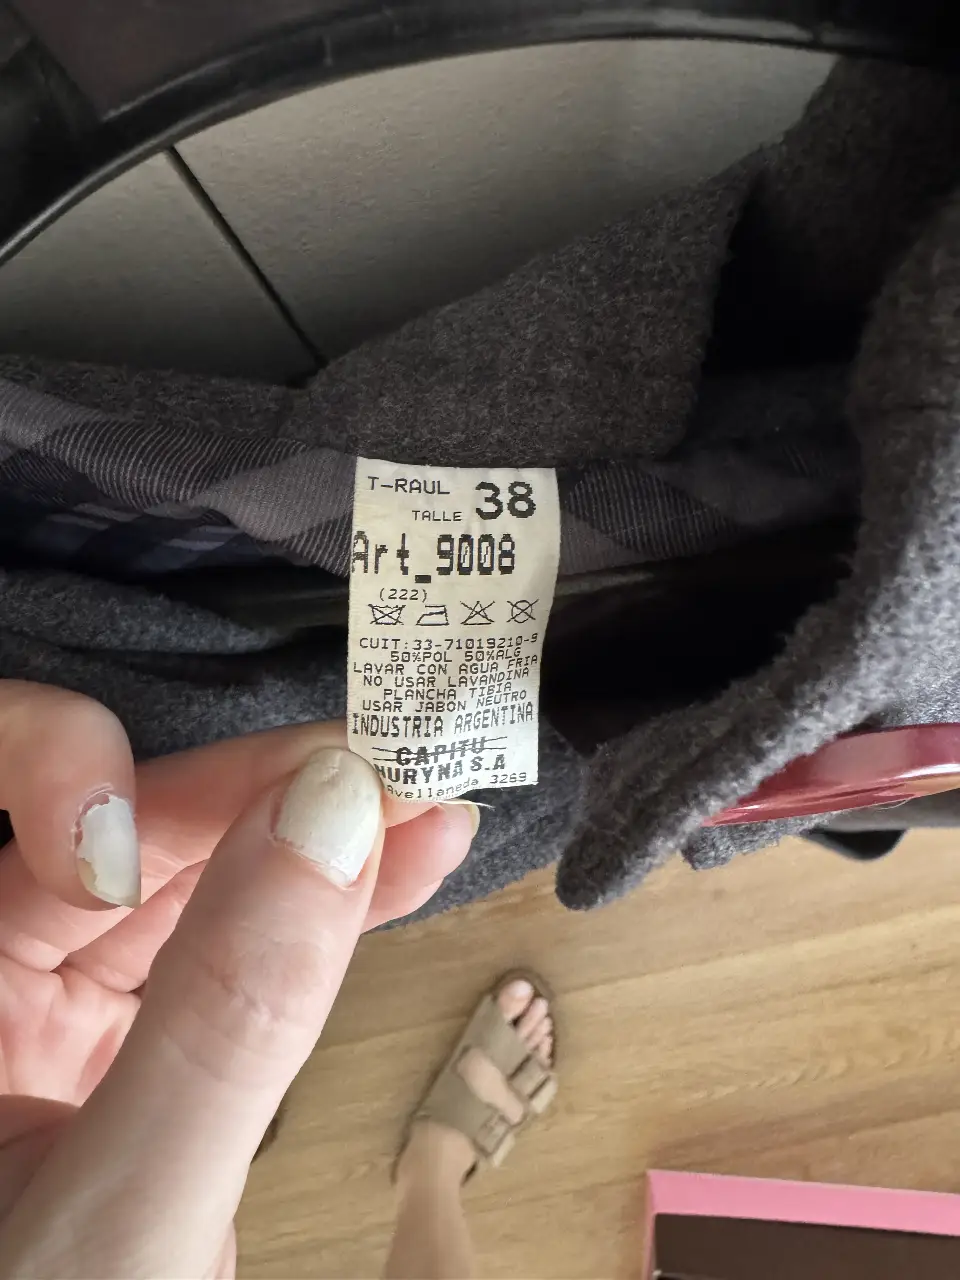 T-RAUL 38
TALLE
Art_9008
(222)
CUIT:33-71019210-9
50%POL 50%ALG
LAVAR CON AGUA FRIA
NO USAR LAVANDINA
PLANCHA TIBIA
USAR JABON NEUTRO
INDUSTRIA ARGENTINA
CAPITU
S.A
Avellaneda 3269